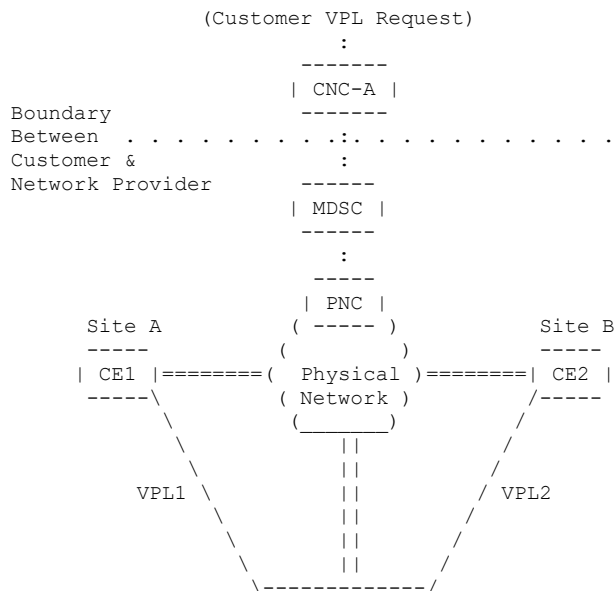 (Customer VPL Request)
CNC-A
Boundary
Between
Customer &
Network Provider
MDSC
PNC
Site A
Site B
CE1
Physical
Network
CE2
VPL1
VPL2